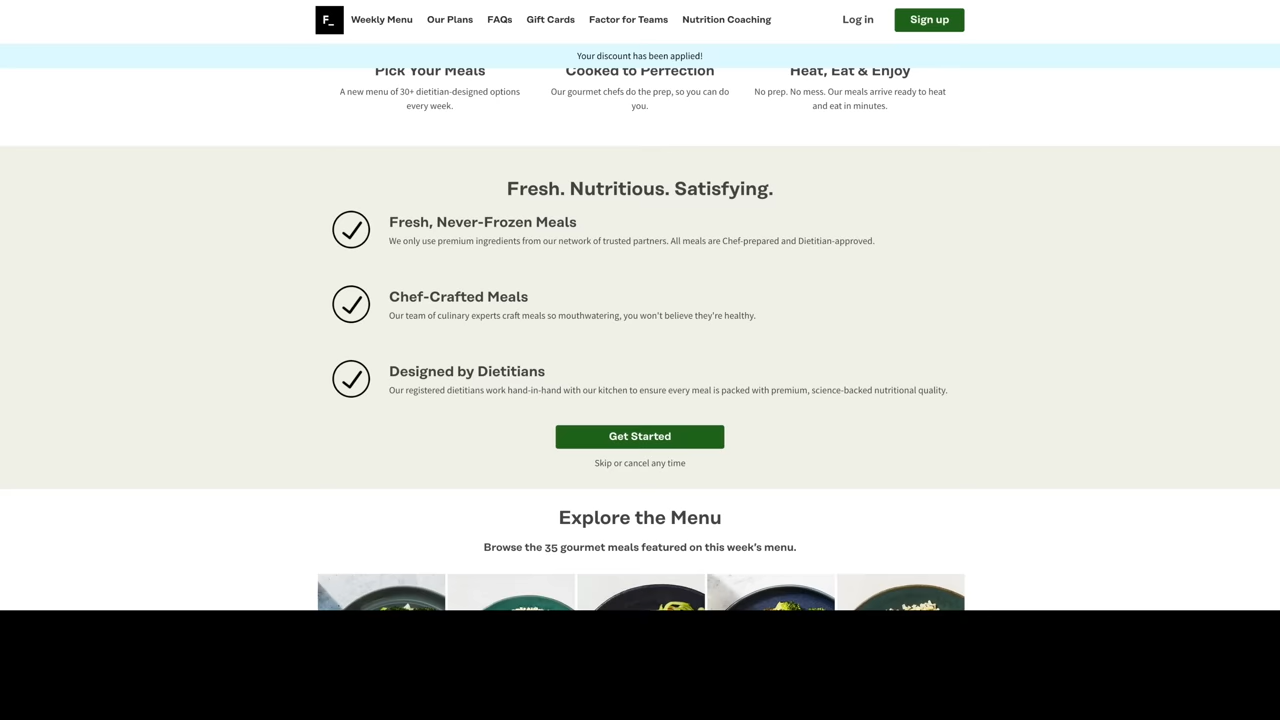 F_ Weekly Menu Our Plans FAQs Gift Cards Factor for Teams Nutrition Coaching Log in Sign up
Your discount has been applied!
Pick Your Meals Cooked to Perfection Heat, Eat & Enjoy
A new menu of 30+ dietitian-designed options Our gourmet chefs do the prep, so you can do No prep. No mess. Our meals arrive ready to heat
every week. you. and eat in minutes.
Fresh. Nutritious. Satisfying.
Fresh, Never-Frozen Meals
We only use premium ingredients from our network of trusted partners. All meals are Chef-prepared and Dietitian-approved.
Chef-Crafted Meals
Our team of culinary experts craft meals so mouthwatering, you won't believe they're healthy.
Designed by Dietitians
Our registered dietitians work hand-in-hand with our kitchen to ensure every meal is packed with premium, science-backed nutritional quality.
Get Started
Skip or cancel any time
Explore the Menu
Browse the 35 gourmet meals featured on this week's menu.